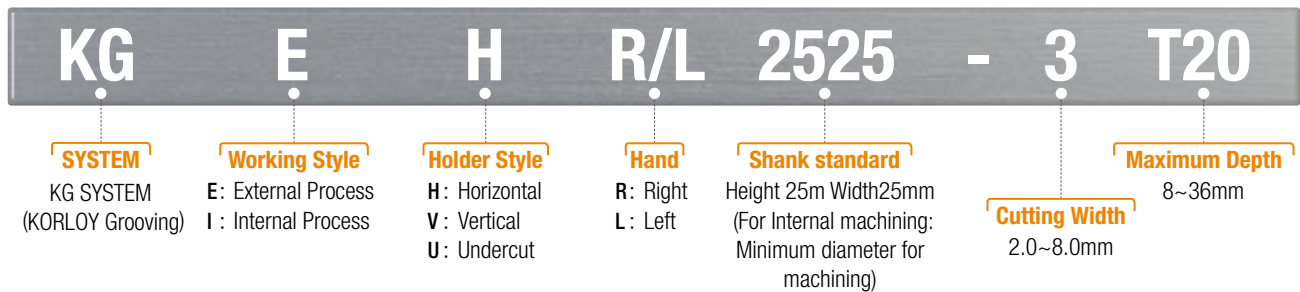 KG E H R/L 2525 - 3 T20
SYSTEM
KG SYSTEM
(KORLOY Grooving)
Working Style
E: External Process
I : Internal Process
Holder Style
H: Horizontal
V: Vertical
U: Undercut
Hand
R: Right
L: Left
Shank standard
Height 25m Width25mm
(For Internal machining:
Minimum diameter for
machining)
Cutting Width
2.0~8.0mm
Maximum Depth
8~36mm